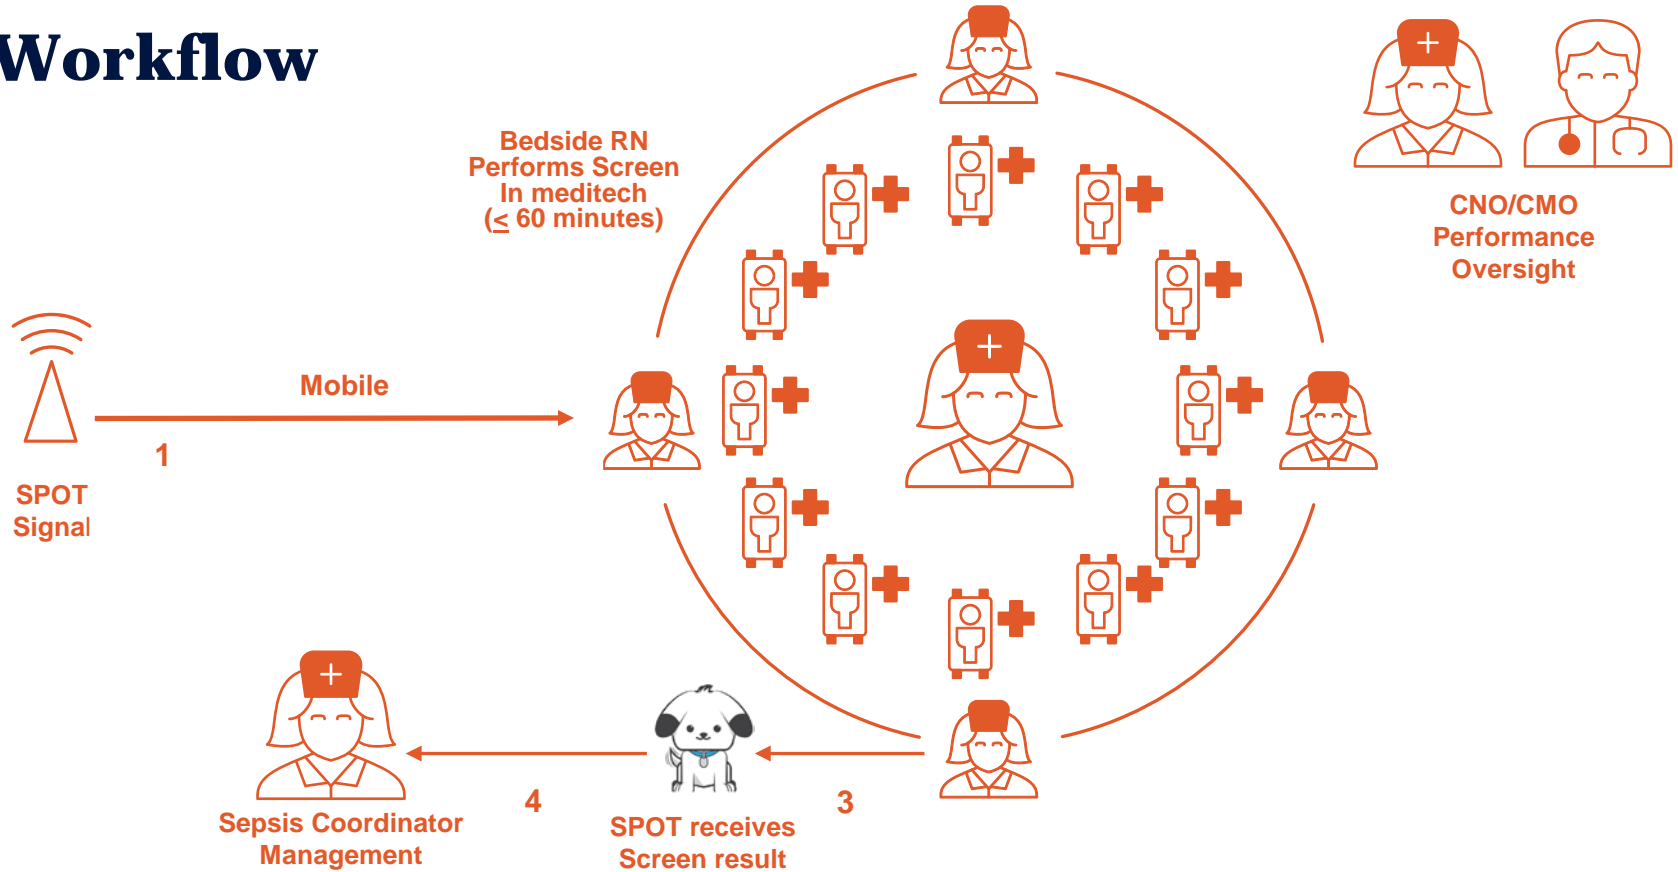 Workflow
Bedside RN
Performs Screen
In meditech
(≤ 60 minutes)
CNO/CMO
Performance
Oversight
Mobile
1
SPOT
Signal
4
3
Sepsis Coordinator
Management
SPOT receives
Screen result